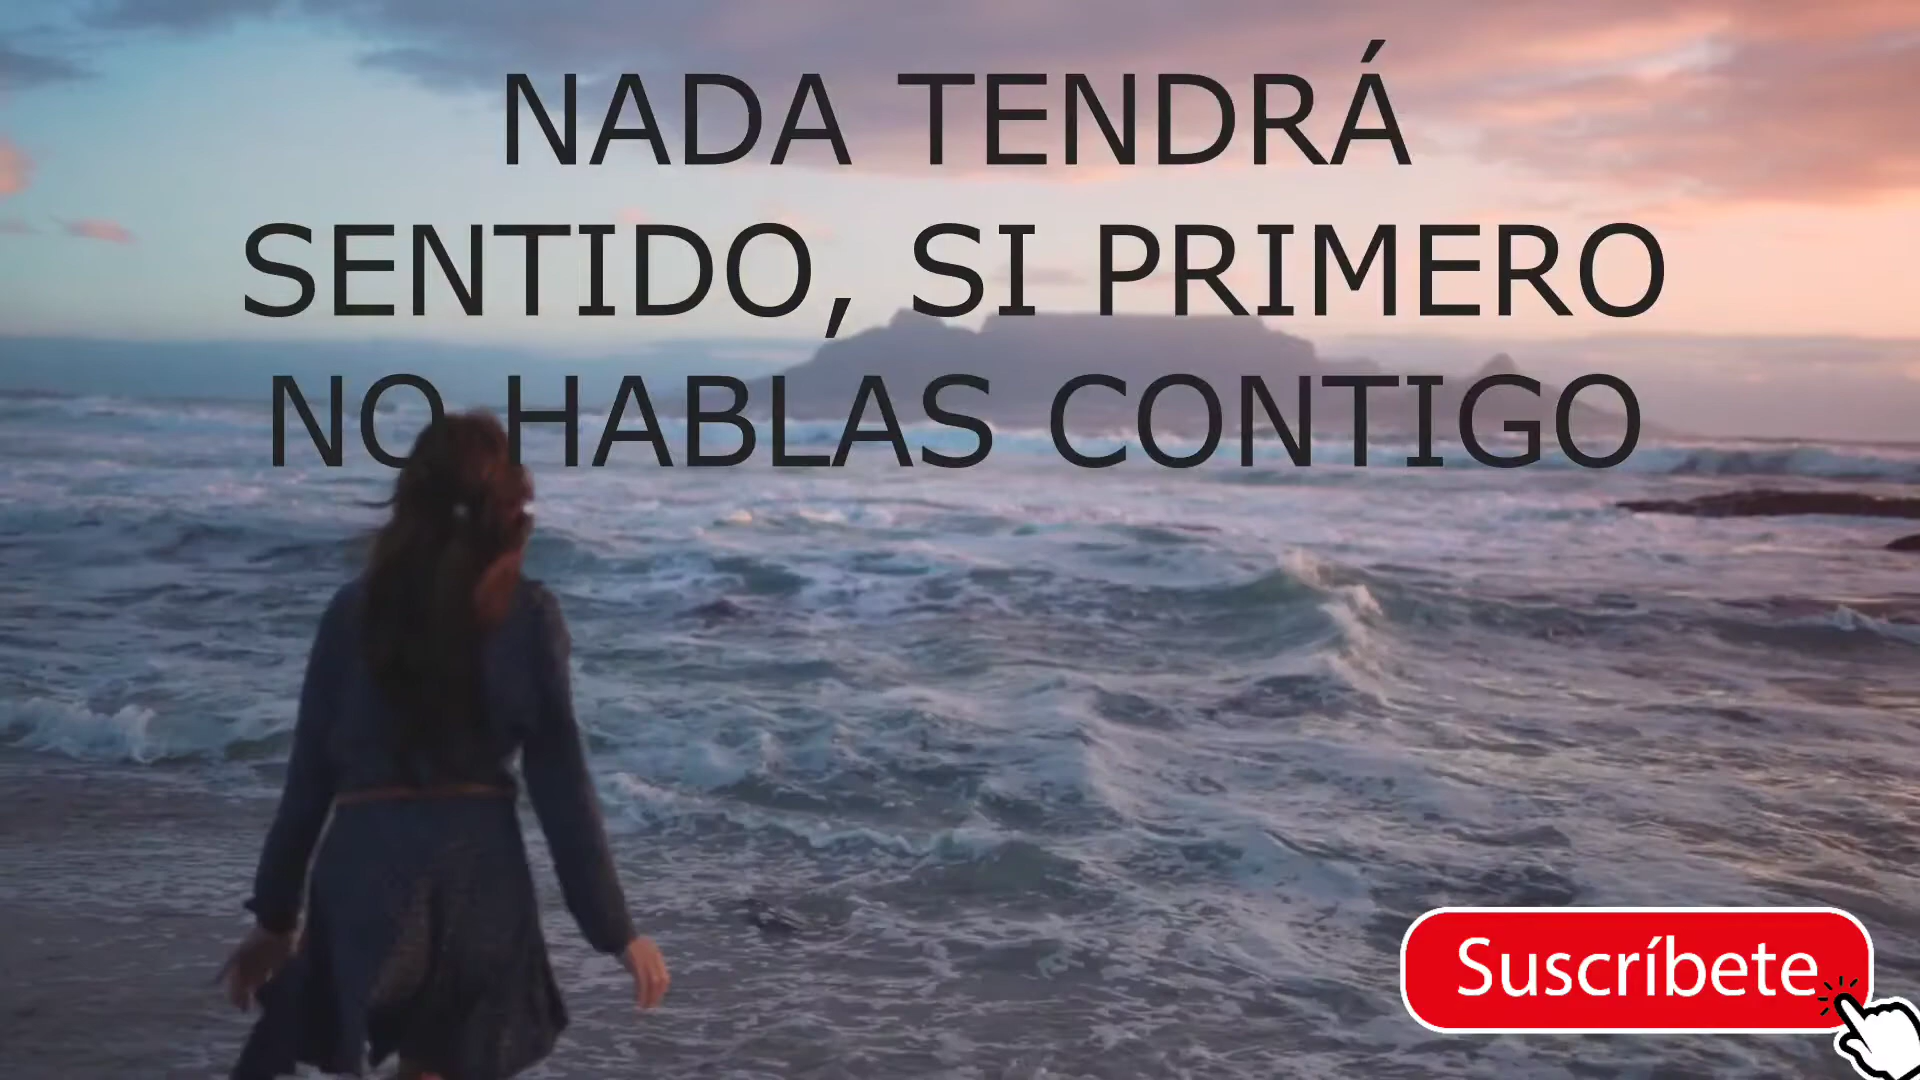 NADA TENDRÁ
SENTIDO, SI PRIMERO
NO HABLAS CONTIGO
Suscríbete